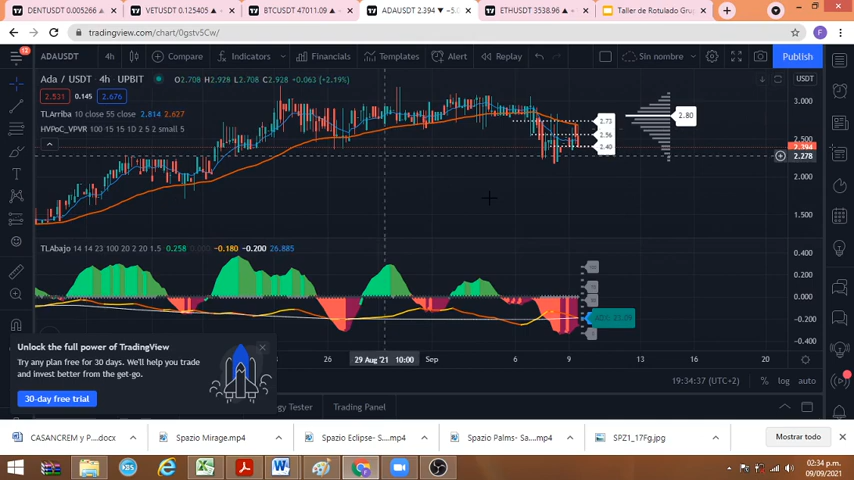 DENTUSDT 0.005266
VETUSDT 0.125405
BTCUSDT 47011.09
ADAUSDT 2.394 −5.0
ETHUSDT 3538.96
Taller de Rotulado Gru
tradingview.com/chart/0gstv5Cw/
F
13
ADAUSDT
4h
Compare
Indicators
Financials
Templates
Alert
Replay
Sin nombre
Publish
Ada / USDT 4h UPBIT
O2.708 H2.928 L2.708 C2.928 +0.063 (+2.19%)
USDT
2.531 0.145 2.676
TLArriba 10 close 55 close 2.814 2.627
HVPoC_VPVR 100 15 15 1D 2 5 2 small 5
3.000
2.500
2.394
2.278
2.000
1.500
2.73
2.56
2.40
2.80
TLAbajo 14 14 23 100 20 2 20 1.5 0.258 −0.180 −0.200 26.885
0.400
0.200
0.000
−0.200
−0.400
26
29 Aug '21 10:00
Sep
6
9
13
16
20
Unlock the full power of TradingView
Try any plan free for 30 days. We'll help you trade and invest better from the get-go.
30-day free trial
19:34:37 (UTC+2)
%
log
auto
gy Tester
Trading Panel
CASANCREM y P....docx
Spazio Mirage.mp4
Spazio Eclipse- S....mp4
Spazio Palms- Sa....mp4
SPZ1_17Fg.jpg
Mostrar todo
02:34 p.m.
09/09/2021